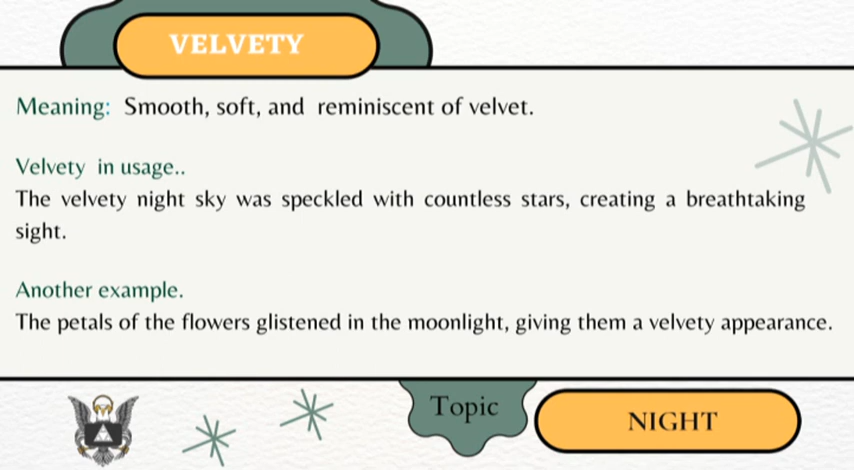 VELVETY
Meaning: Smooth, soft, and reminiscent of velvet.
Velvety in usage..
The velvety night sky was speckled with countless stars, creating a breathtaking
sight.
Another example.
The petals of the flowers glistened in the moonlight, giving them a velvety appearance.
Topic
NIGHT